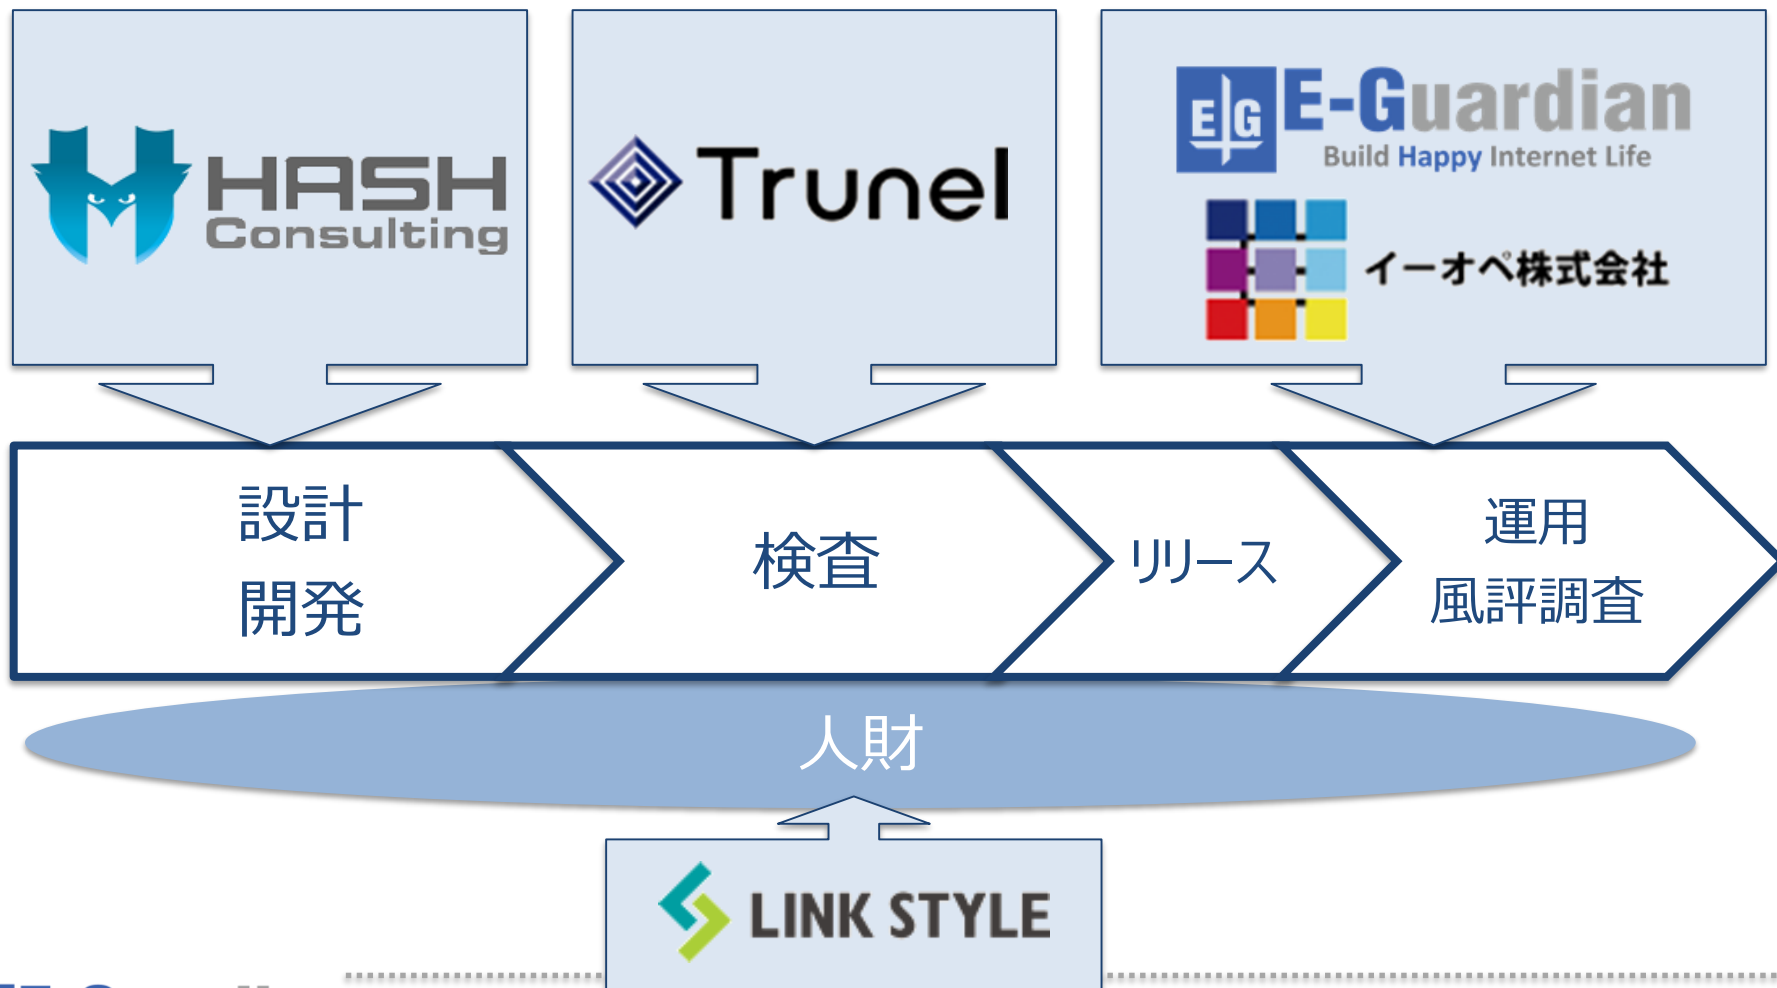 HASH
Consulting
Trunel
EG E-Guardian
Build Happy Internet Life
イーオペ株式会社
設計
開発
検査
リリース
運用
風評調査
人財
LINK STYLE